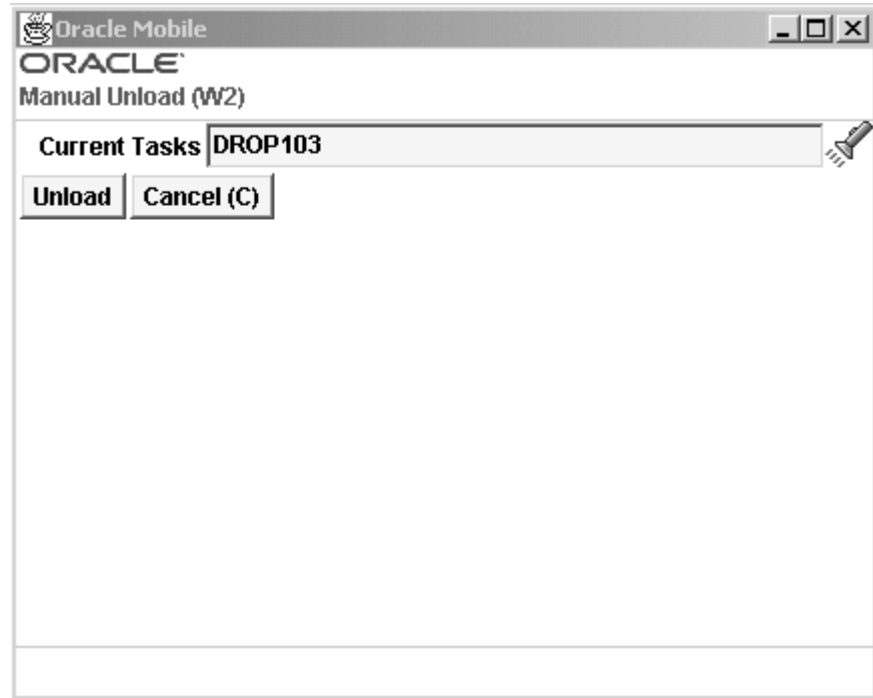 Oracle Mobile
ORACLE
Manual Unload (W2)
Current Tasks DROP103
Unload Cancel (C)